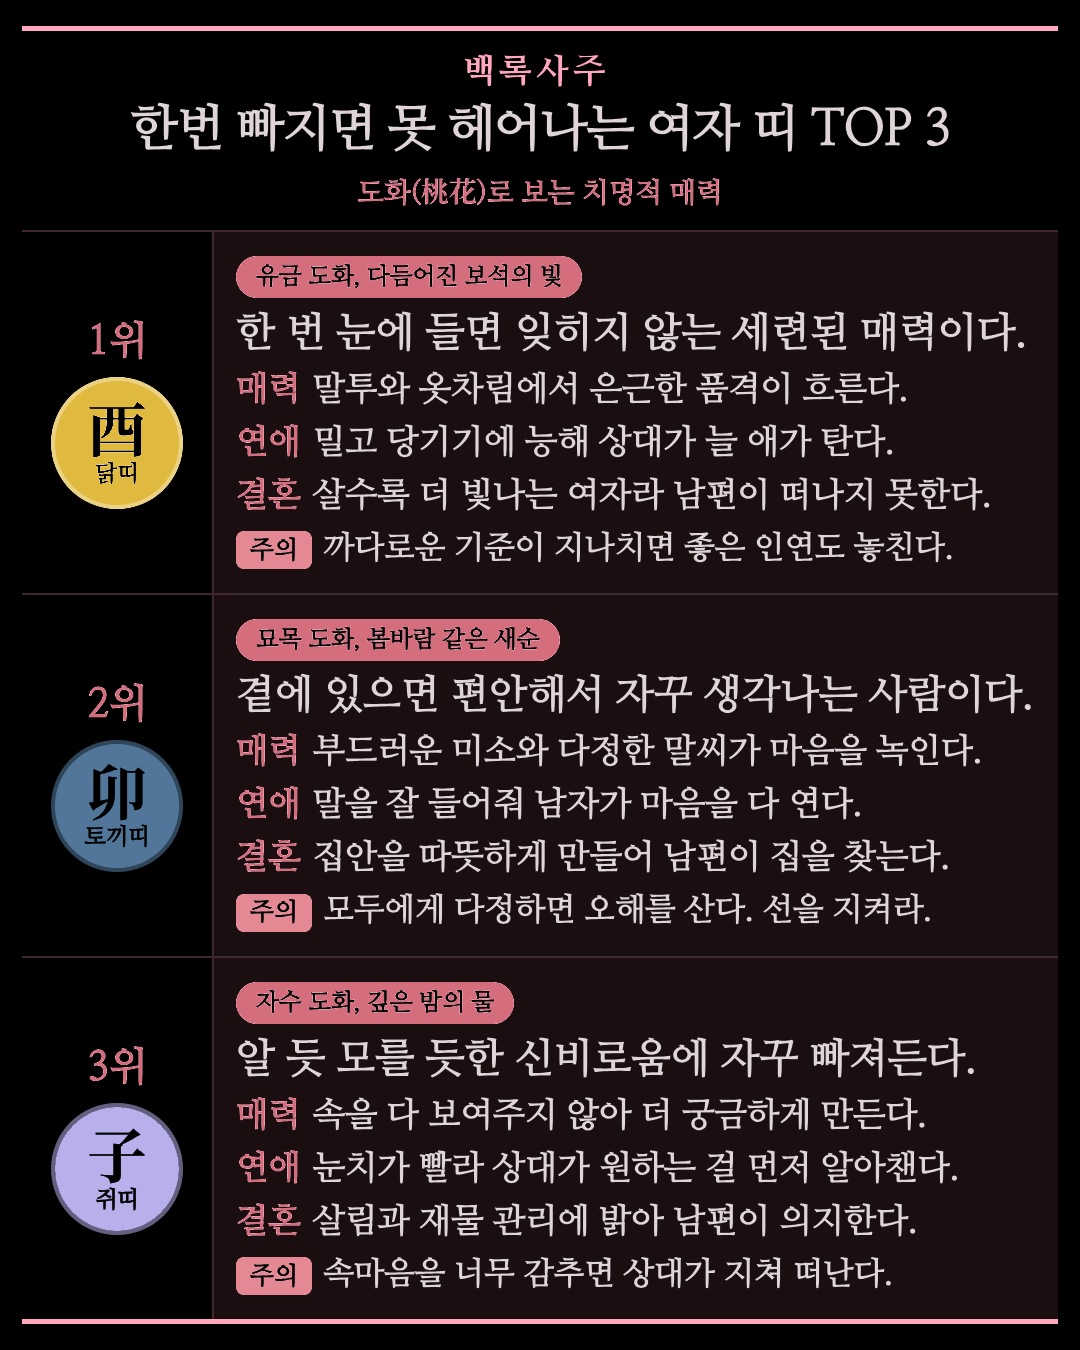 백록사주
한번 빠지면 못 헤어나는 여자 띠 TOP 3
도화(桃花)로 보는 치명적 매력
1위
酉
닭띠
유금 도화, 다듬어진 보석의 빛
한 번 눈에 들면 잊히지 않는 세련된 매력이다.
매력 말투와 옷차림에서 은근한 품격이 흐른다.
연애 밀고 당기기에 능해 상대가 늘 애가 탄다.
결혼 살수록 더 빛나는 여자라 남편이 떠나지 못한다.
주의 까다로운 기준이 지나치면 좋은 인연도 놓친다.
2위
卯
토끼띠
묘목 도화, 봄바람 같은 새순
곁에 있으면 편안해서 자꾸 생각나는 사람이다.
매력 부드러운 미소와 다정한 말씨가 마음을 녹인다.
연애 말을 잘 들어줘 남자가 마음을 다 연다.
결혼 집안을 따뜻하게 만들어 남편이 집을 찾는다.
주의 모두에게 다정하면 오해를 산다. 선을 지켜라.
3위
子
쥐띠
자수 도화, 깊은 밤의 물
알 듯 모를 듯한 신비로움에 자꾸 빠져든다.
매력 속을 다 보여주지 않아 더 궁금하게 만든다.
연애 눈치가 빨라 상대가 원하는 걸 먼저 알아챈다.
결혼 살림과 재물 관리에 밝아 남편이 의지한다.
주의 속마음을 너무 감추면 상대가 지쳐 떠난다.